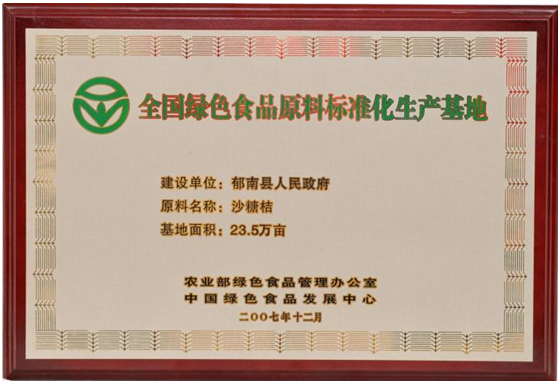 全国绿色食品原料标准化生产基地
建设单位：郁南县人民政府
原料名称：沙糖桔
基地面积：23.5万亩
农业部绿色食品管理办公室
中国绿色食品发展中心
二〇〇七年十二月